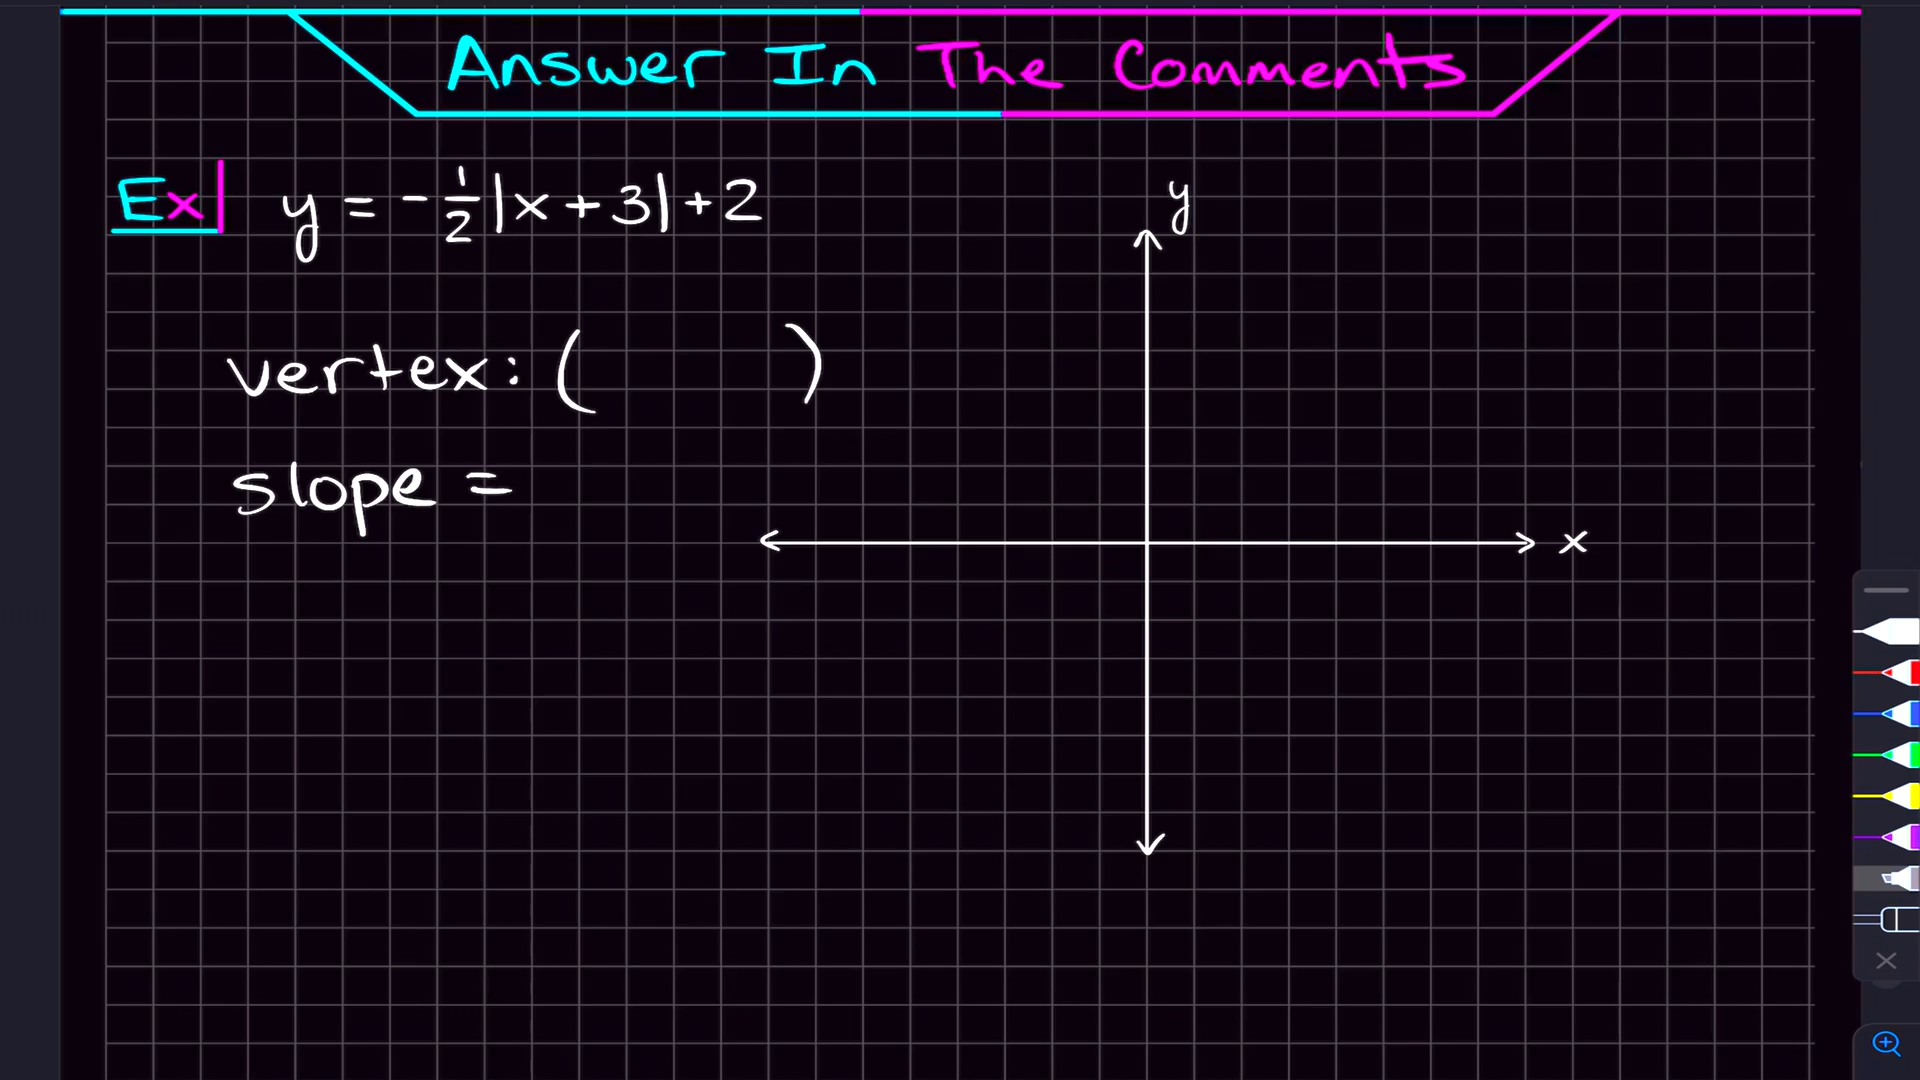 Answer In The Comments
Ex y = -1/2|x + 3| + 2
y
vertex: ( )
slope =
x